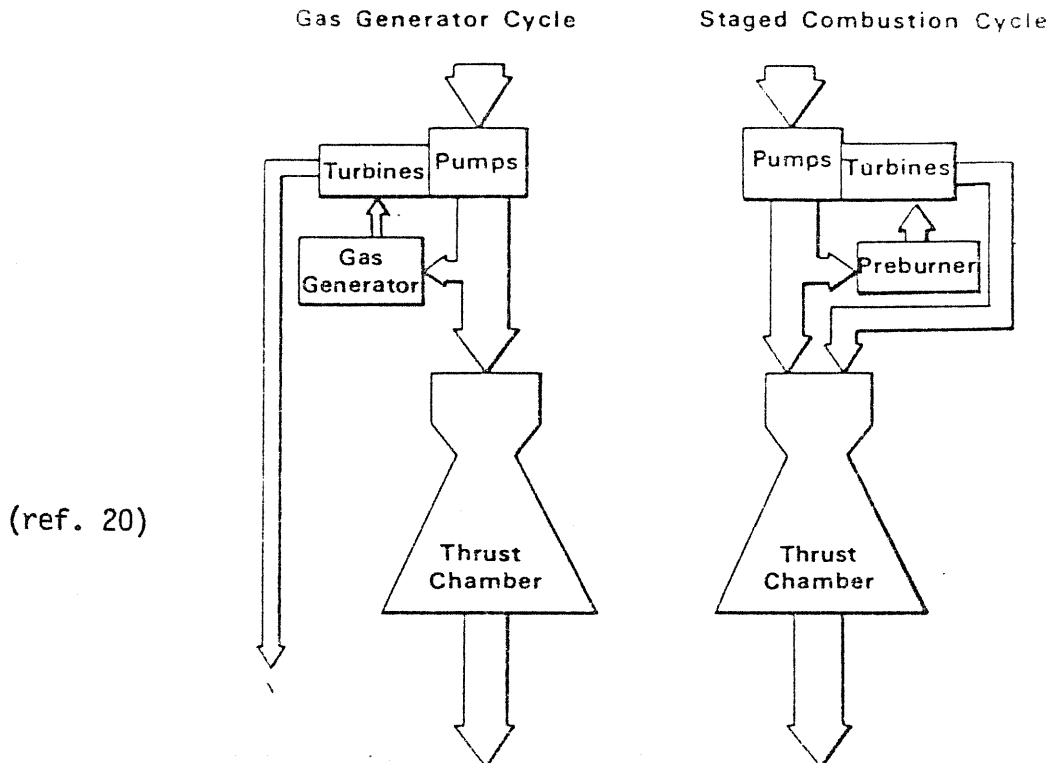 Gas Generator Cycle
Staged Combustion Cycle
Turbines
Pumps
Gas
Generator
Pumps
Turbines
Preburner
(ref. 20)
Thrust
Chamber
Thrust
Chamber